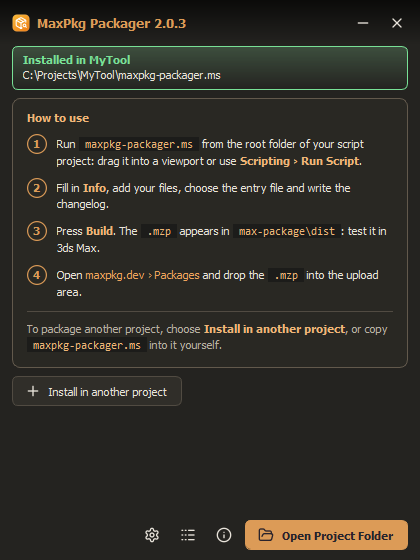 MaxPkg Packager 2.0.3
Installed in MyTool
C:\Projects\MyTool\maxpkg-packager.ms
How to use
1 Run maxpkg-packager.ms from the root folder of your script
project: drag it into a viewport or use Scripting › Run Script.
2 Fill in Info, add your files, choose the entry file and write the
changelog.
3 Press Build. The .mzp appears in max-package\dist: test it in
3ds Max.
4 Open maxpkg.dev › Packages and drop the .mzp into the upload
area.
To package another project, choose Install in another project, or copy
maxpkg-packager.ms into it yourself.
Install in another project
Open Project Folder